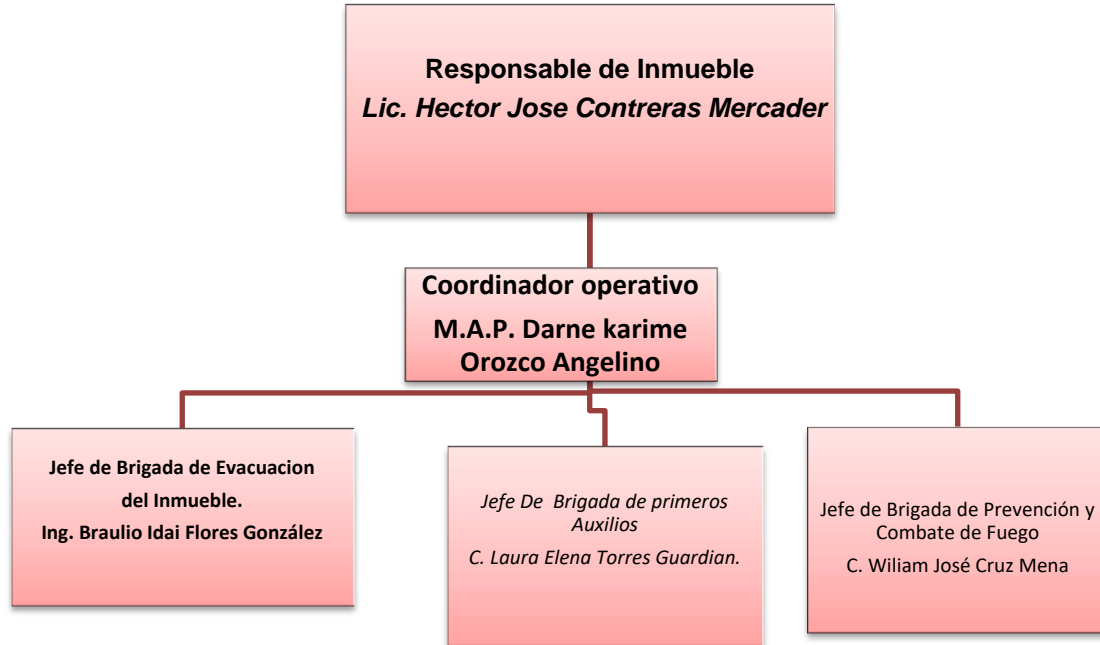 Responsable de Inmueble
Lic. Hector Jose Contreras Mercader
Coordinador operativo
M.A.P. Darne karime
Orozco Angelino
Jefe de Brigada de Evacuacion
del Inmueble.
Ing. Braulio Idai Flores González
Jefe De Brigada de primeros
Auxilios
C. Laura Elena Torres Guardian.
Jefe de Brigada de Prevención y
Combate de Fuego
C. Wiliam José Cruz Mena